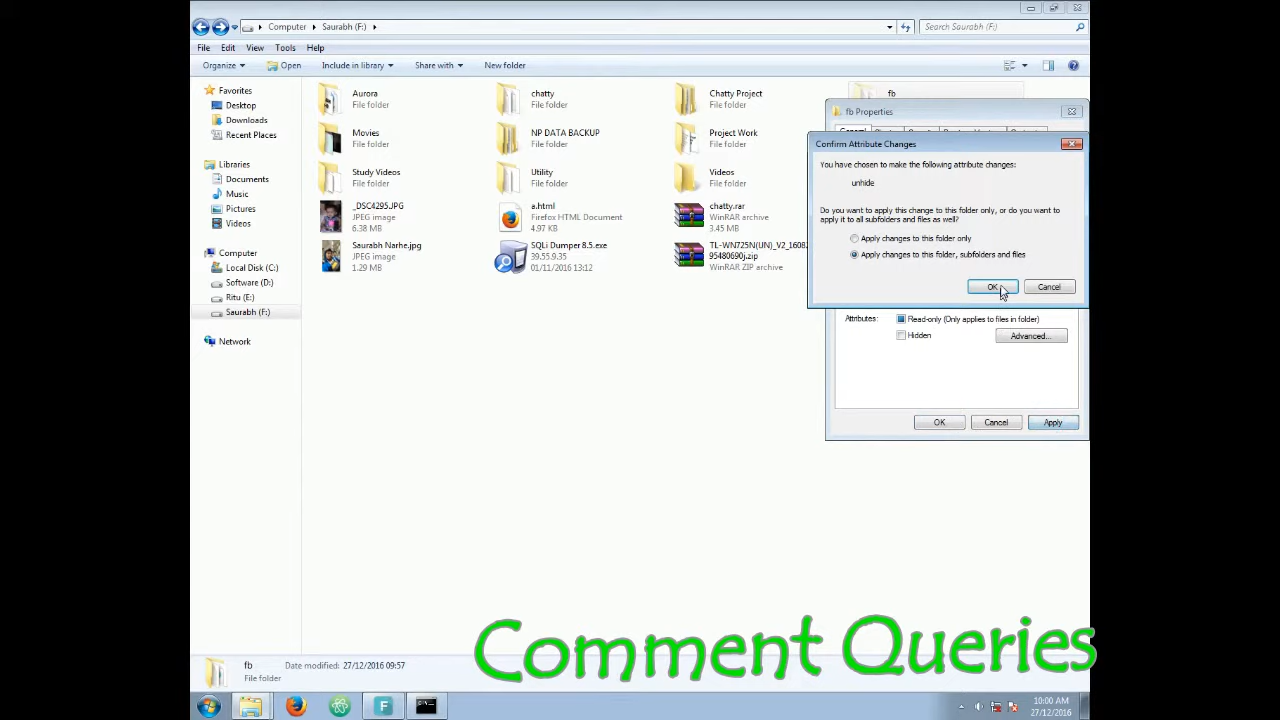 Computer
Saurabh (F:)
Search Saurabh (F:)
File Edit View Tools Help
Organize Open Include in library Share with New folder
Favorites
Desktop
Downloads
Recent Places
Libraries
Documents
Music
Pictures
Videos
Computer
Local Disk (C:)
Software (D:)
Ritu (E:)
Saurabh (F:)
Network
Aurora
File folder
chatty
File folder
Chatty Project
File folder
fb
Movies
File folder
NP DATA BACKUP
File folder
Project Work
File folder
Study Videos
File folder
Utility
File folder
Videos
File folder
_DSC4295.JPG
JPEG image
6.38 MB
a.html
Firefox HTML Document
4.97 KB
chatty.rar
WinRAR archive
3.45 MB
Saurabh Narhe.jpg
JPEG image
1.29 MB
SQLi Dumper 8.5.exe
39.55.9.35
01/11/2016 13:12
TL-WN725N(UN)_V2_1608
95480690j.zip
WinRAR ZIP archive
fb Properties
Confirm Attribute Changes
You have chosen to make the following attribute changes:
unhide
Do you want to apply this change to this folder only, or do you want to
apply it to all subfolders and files as well?
Apply changes to this folder only
Apply changes to this folder, subfolders and files
OK Cancel
Attributes:
Read-only (Only applies to files in folder)
Hidden
Advanced...
OK Cancel Apply
fb Date modified: 27/12/2016 09:57
File folder
Comment Queries
10:00 AM
27/12/2016